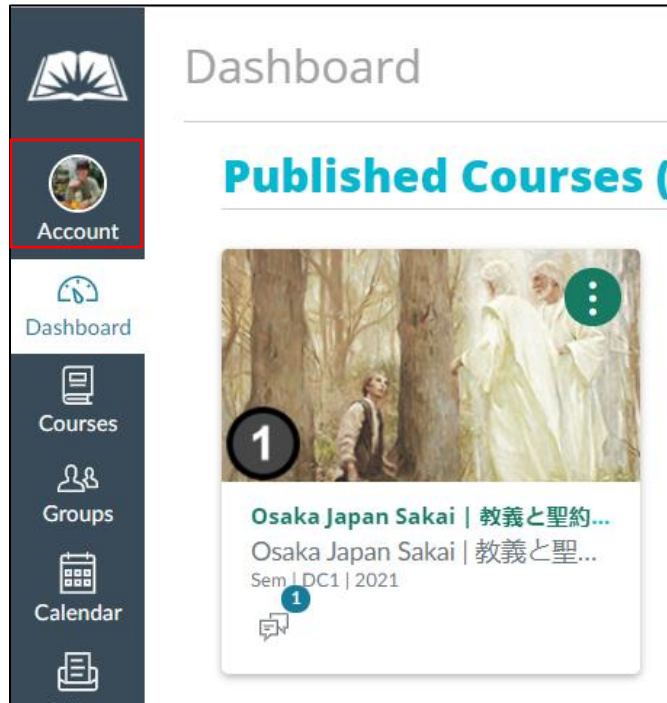 Dashboard
Account
Dashboard
Courses
Groups
Calendar
Published Courses (
1
Osaka Japan Sakai | 教義と聖約...
Osaka Japan Sakai | 教義と聖...
Sem | DC1 | 2021
1